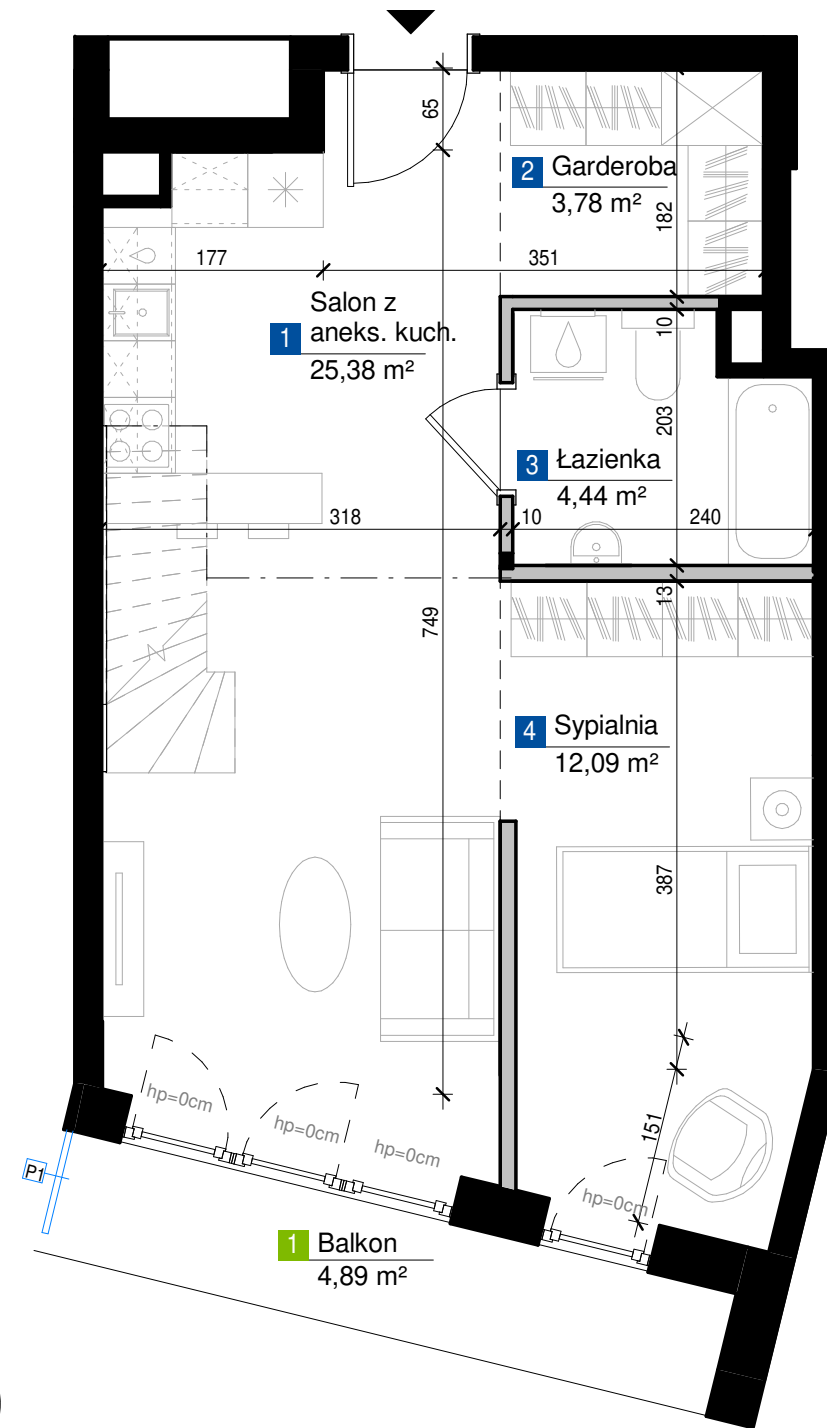 65
2 Garderoba
3,78 m²
182
177
351
Salon z
1 aneks. kuch.
25,38 m²
10
203
3 Łazienka
4,44 m²
318
10
240
13
749
4 Sypialnia
12,09 m²
387
hp=0cm
hp=0cm
hp=0cm
151
P1
hp=0cm
1 Balkon
4,89 m²